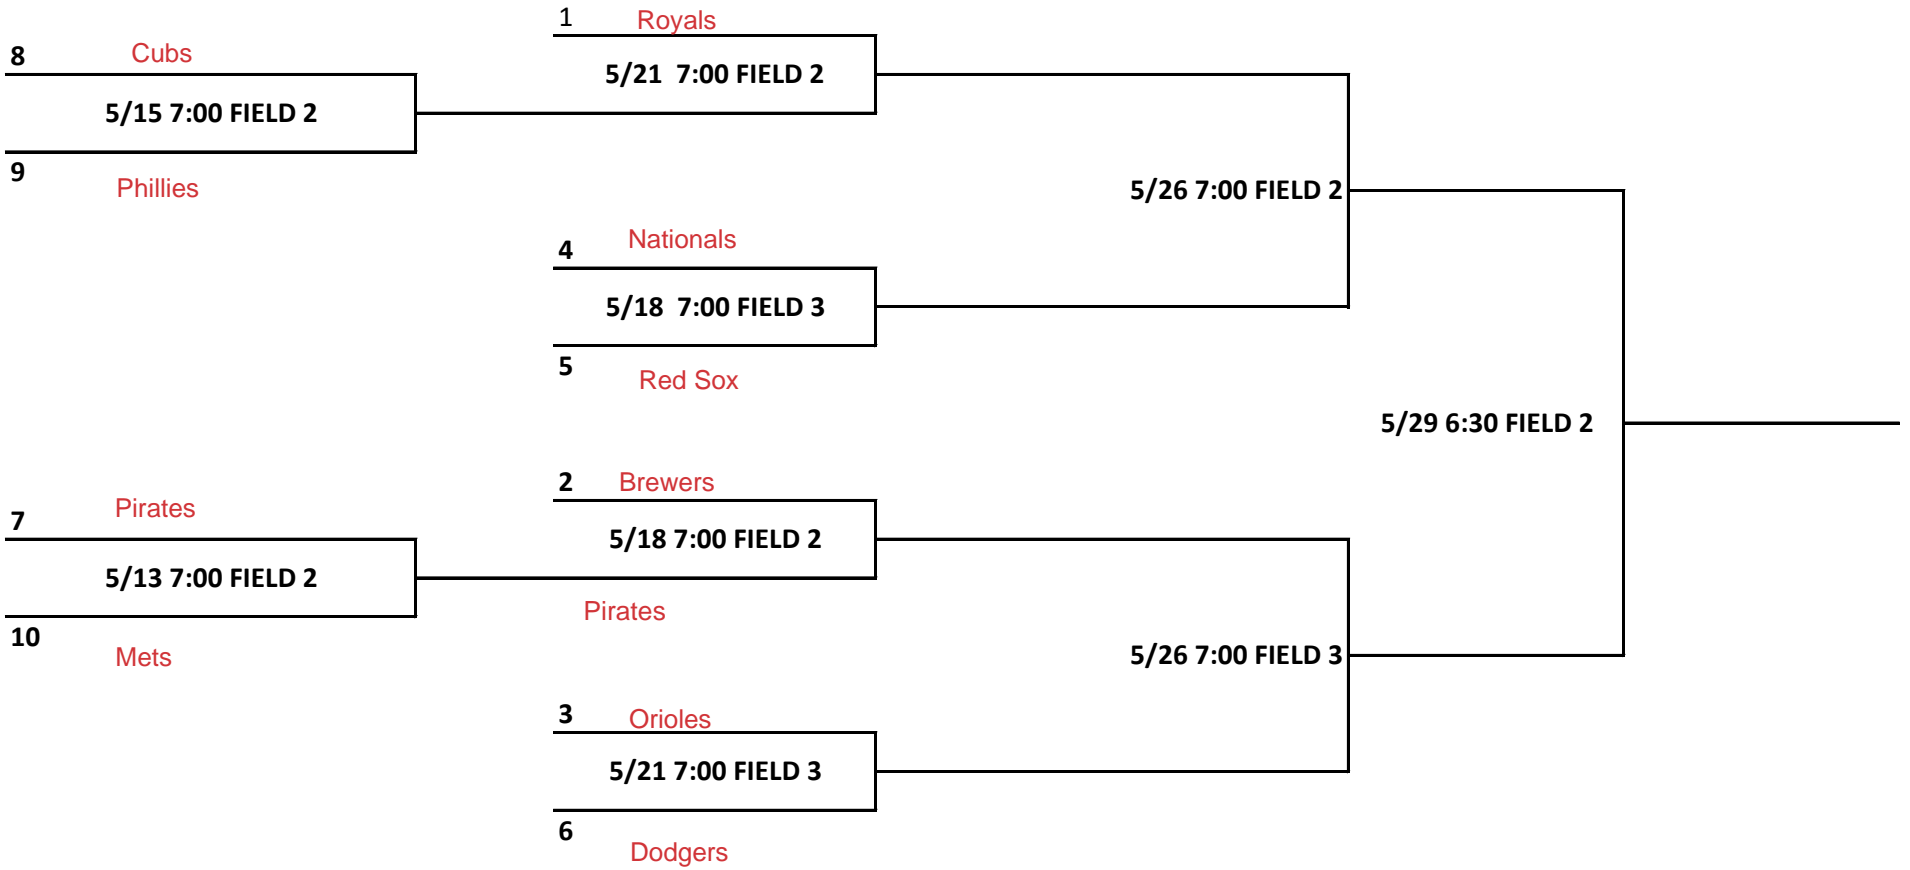 1 Royals
8 Cubs
5/21 7:00 FIELD 2
5/15 7:00 FIELD 2
9
Phillies
5/26 7:00 FIELD 2
4 Nationals
5/18 7:00 FIELD 3
5
Red Sox
5/29 6:30 FIELD 2
2 Brewers
7 Pirates
5/18 7:00 FIELD 2
5/13 7:00 FIELD 2
Pirates
10
Mets
5/26 7:00 FIELD 3
3 Orioles
5/21 7:00 FIELD 3
6
Dodgers